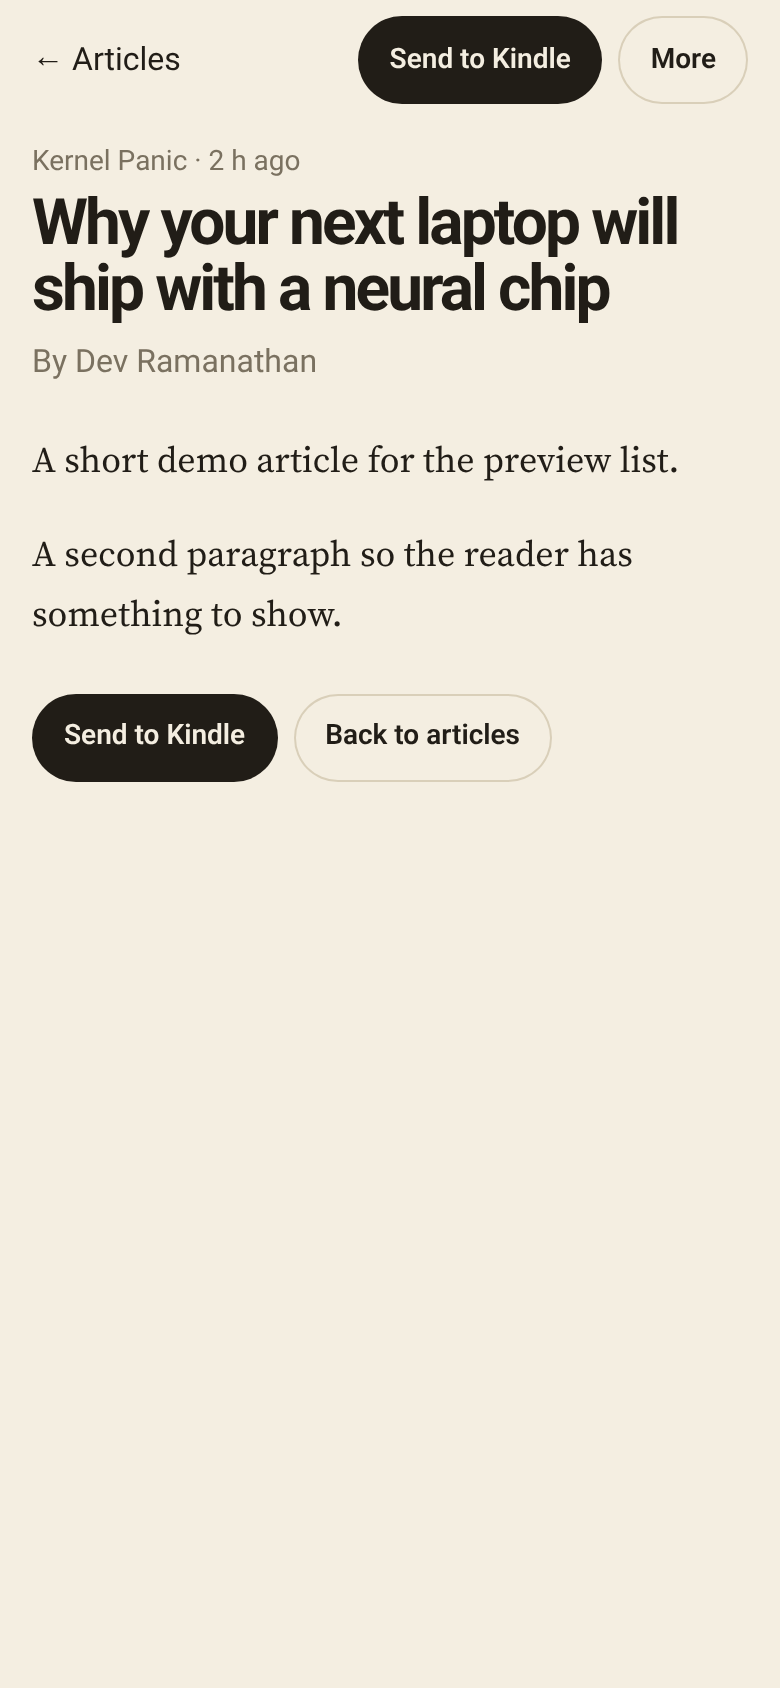 ← Articles
Send to Kindle
More
Kernel Panic · 2 h ago
Why your next laptop will
ship with a neural chip
By Dev Ramanathan
A short demo article for the preview list.
A second paragraph so the reader has
something to show.
Send to Kindle
Back to articles